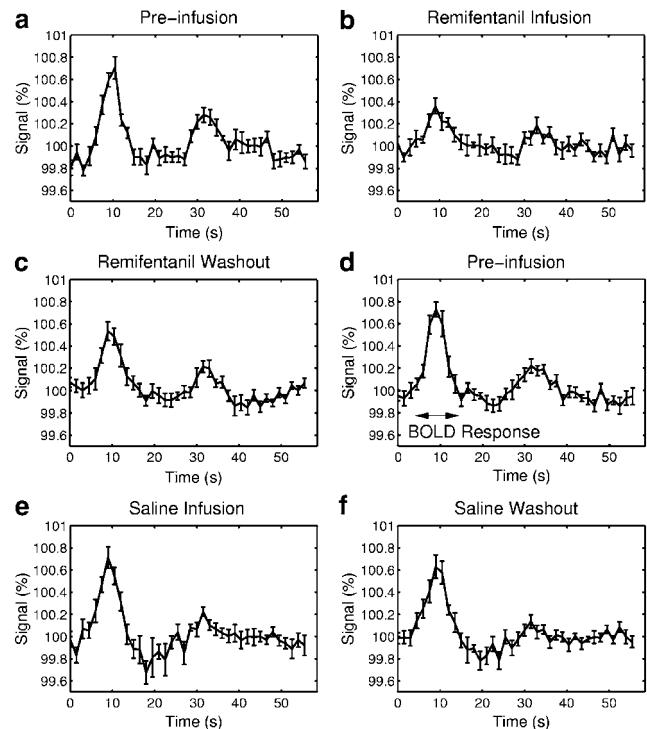 a Pre-infusion
101
100.8
100.6
100.4
100.2
100
99.8
99.6
Signal (%)
0 10 20 30 40 50
Time (s)
b Remifentanil Infusion
101
100.8
100.6
100.4
100.2
100
99.8
99.6
Signal (%)
0 10 20 30 40 50
Time (s)
c Remifentanil Washout
101
100.8
100.6
100.4
100.2
100
99.8
99.6
Signal (%)
0 10 20 30 40 50
Time (s)
d Pre-infusion
101
100.8
100.6
100.4
100.2
100
99.8
99.6
Signal (%)
BOLD Response
0 10 20 30 40 50
Time (s)
e Saline Infusion
101
100.8
100.6
100.4
100.2
100
99.8
99.6
Signal (%)
0 10 20 30 40 50
Time (s)
f Saline Washout
101
100.8
100.6
100.4
100.2
100
99.8
99.6
Signal (%)
0 10 20 30 40 50
Time (s)